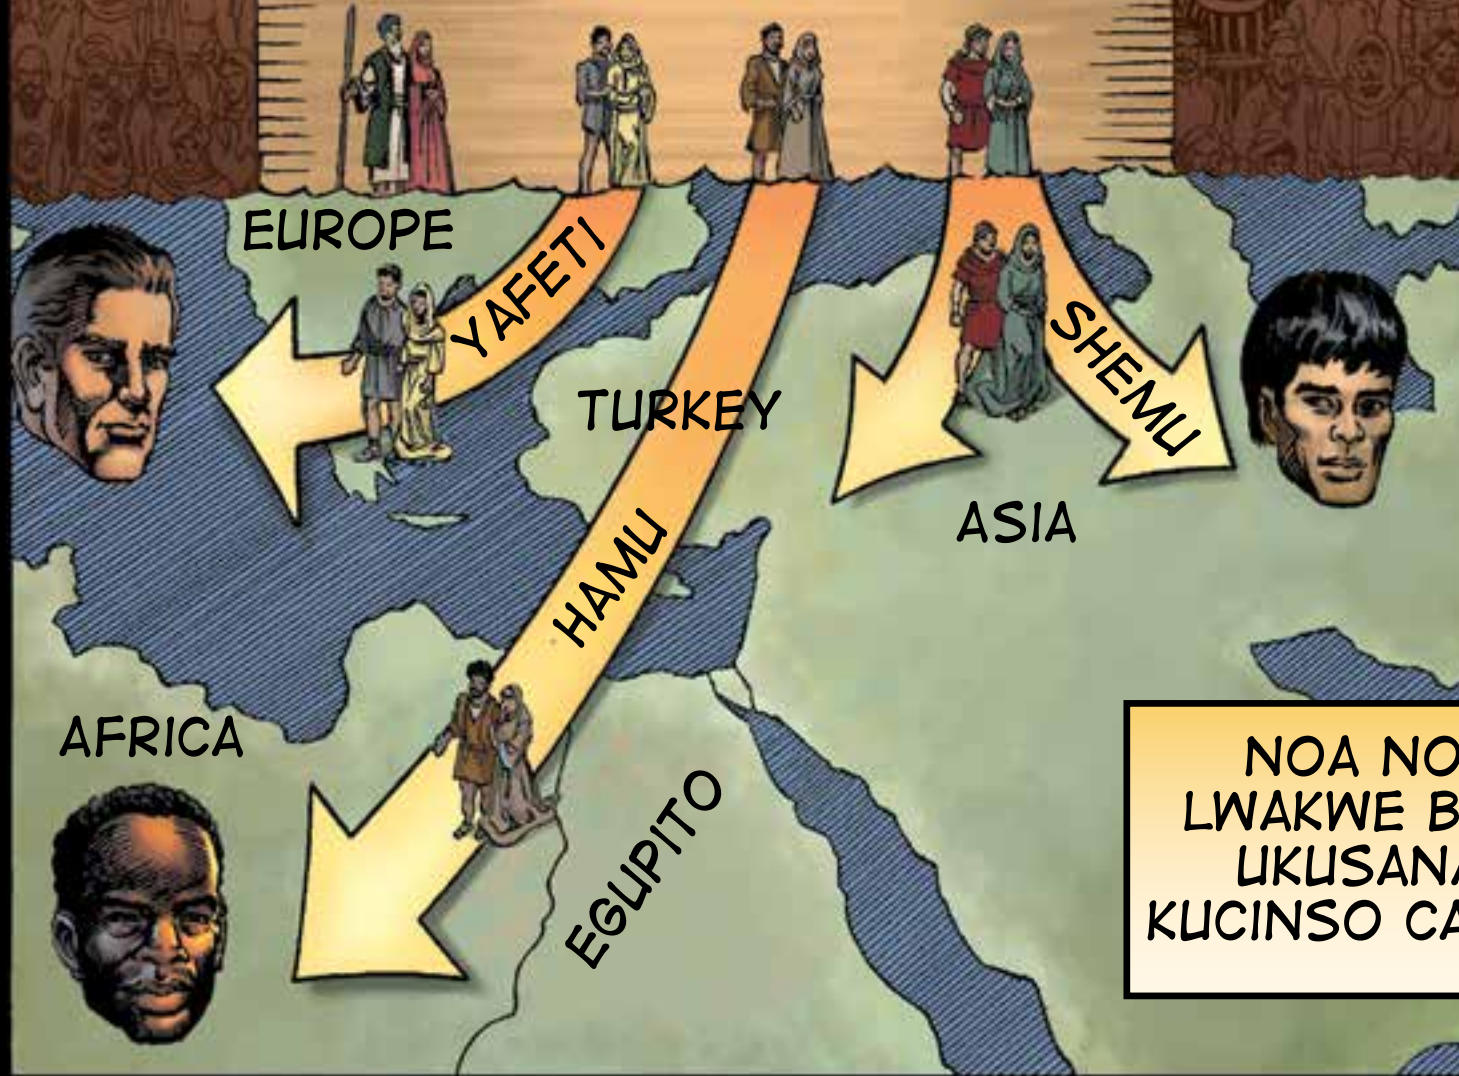 EUROPE
YAFETI
SHEMU
TURKEY
ASIA
HAMU
AFRICA
EGUPITO
NOA NO
LWAKWE B
UKUSANA
KUCINSO CA